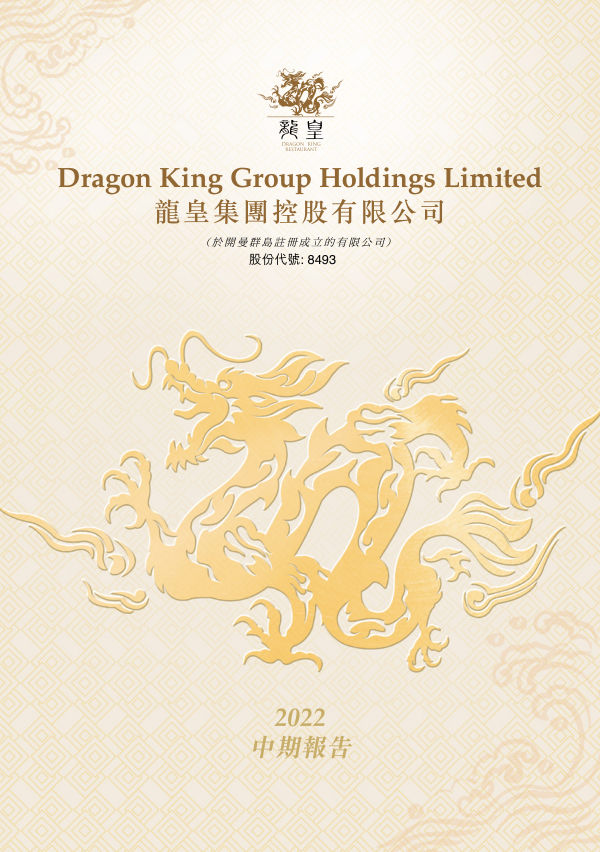 龍皇
DRAGON KING
RESTAURANT
Dragon King Group Holdings Limited
龍皇集團控股有限公司
（於開曼群島註冊成立的有限公司）
股份代號: 8493
2022
中期報告